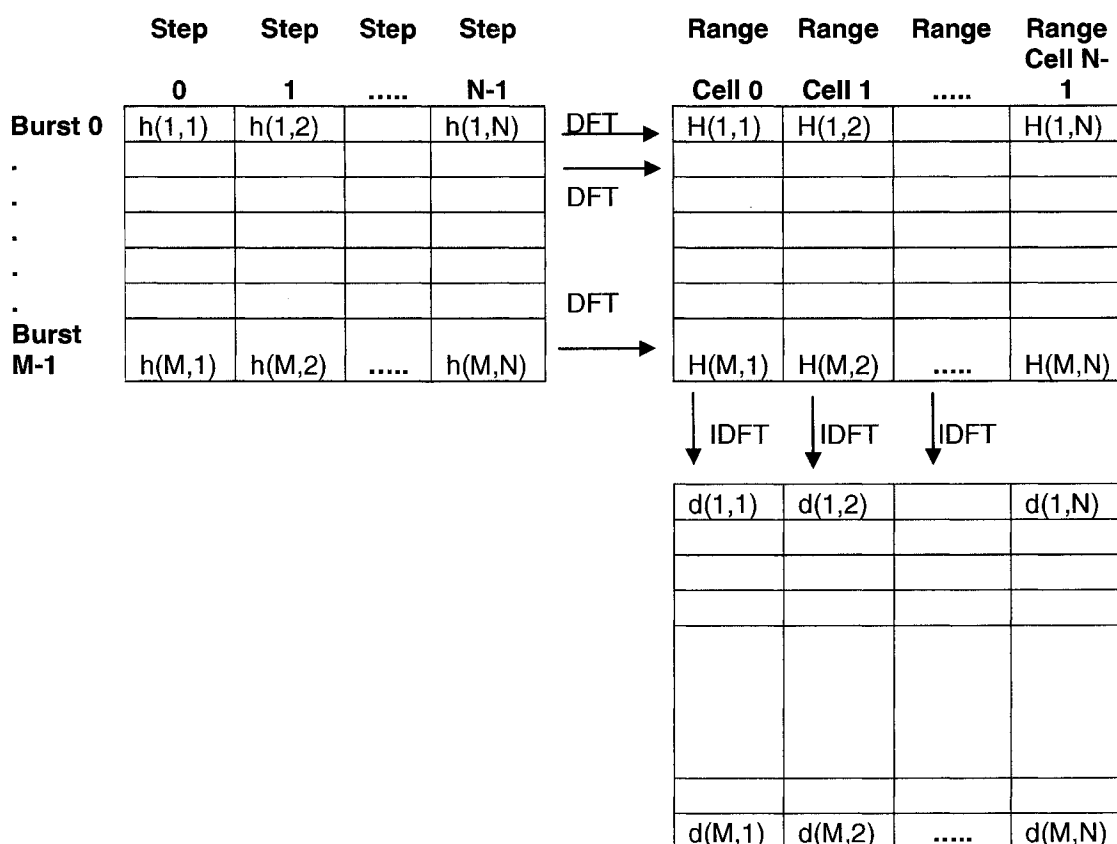 Step Step Step Step Range Range Range Range
Cell N-
0 1 ..... N-1 Cell 0 Cell 1 ..... 1
Burst 0 h(1,1) h(1,2) h(1,N) DFT H(1,1) H(1,2) H(1,N)
.
. DFT
.
.
. DFT
Burst
M-1 h(M,1) h(M,2) ..... h(M,N) H(M,1) H(M,2) ..... H(M,N)
IDFT IDFT IDFT
d(1,1) d(1,2) d(1,N)
d(M,1) d(M,2) ..... d(M,N)